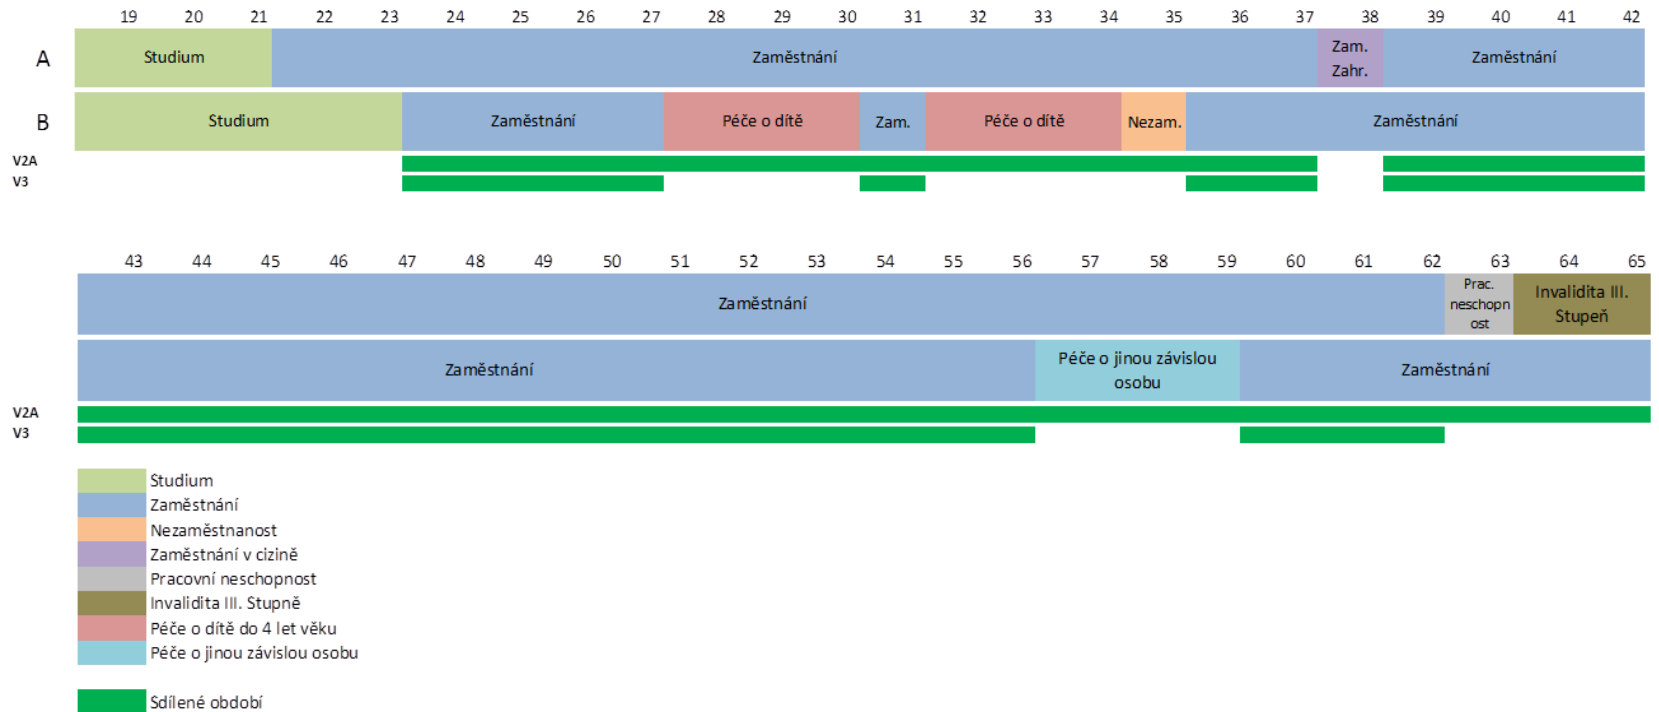 19 20 21 22 23 24 25 26 27 28 29 30 31 32 33 34 35 36 37 38 39 40 41 42
A Studium Zaměstnání Zam. Zahr. Zaměstnání
B Studium Zaměstnání Péče o dítě Zam. Péče o dítě Nezam. Zaměstnání
V2A
V3
43 44 45 46 47 48 49 50 51 52 53 54 55 56 57 58 59 60 61 62 63 64 65
Zaměstnání
Prac.
neschopn
ost
Invalidita III.
Stupeň
Zaměstnání
Péče o jinou závislou
osobu
Zaměstnání
V2A
V3
Studium
Zaměstnání
Nezaměstnanost
Zaměstnání v cizině
Pracovní neschopnost
Invalidita III. Stupně
Péče o dítě do 4 let věku
Péče o jinou závislou osobu
Sdílené období